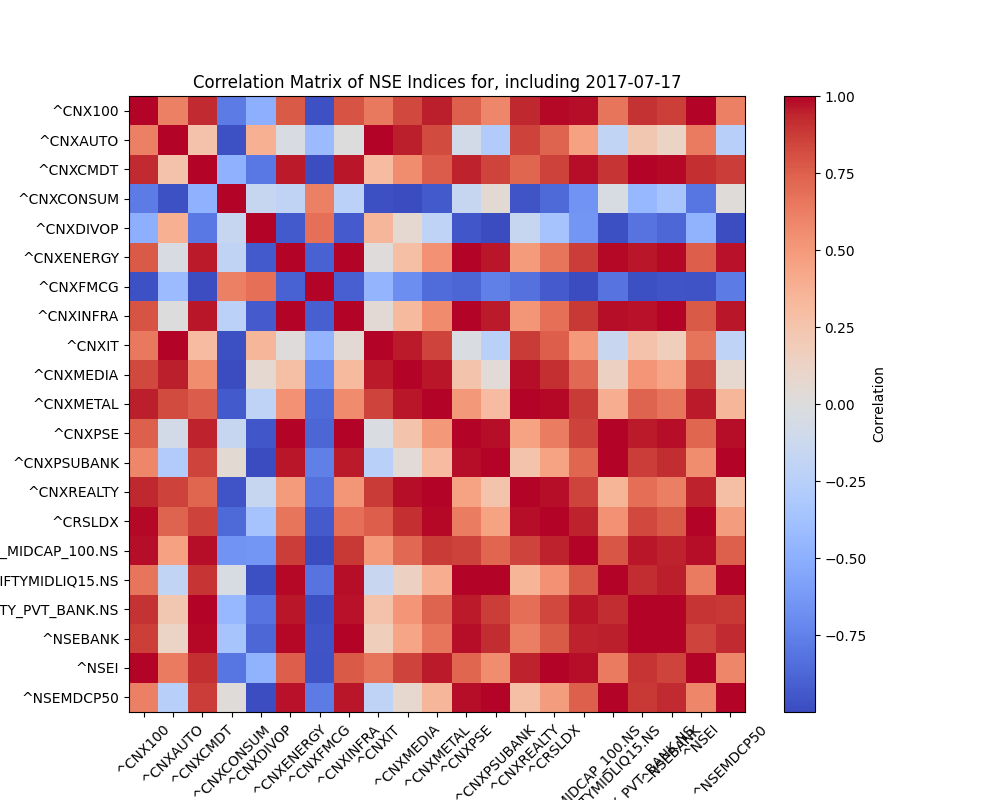 Correlation Matrix of NSE Indices for, including 2017-07-17
^CNX100
^CNXAUTO
^CNXCMDT
^CNXCONSUM
^CNXDIVOP
^CNXENERGY
^CNXFMCG
^CNXINFRA
^CNXIT
^CNXMEDIA
^CNXMETAL
^CNXPSE
^CNXPSUBANK
^CNXREALTY
^CRSLDX
_MIDCAP_100.NS
IFTYMIDLIQ15.NS
TY_PVT_BANK.NS
^NSEBANK
^NSEI
^NSEMDCP50
^CNX100
^CNXAUTO
^CNXCMDT
^CNXCONSUM
^CNXDIVOP
^CNXENERGY
^CNXFMCG
^CNXINFRA
^CNXIT
^CNXMEDIA
^CNXMETAL
^CNXPSE
^CNXPSUBANK
^CNXREALTY
^CRSLDX
MIDCAP_100.NS
TYMIDLIQ15.NS
PVT_BANK.NS
^NSEBANK
^NSEI
^NSEMDCP50
1.00
0.75
0.50
0.25
0.00
−0.25
−0.50
−0.75
Correlation